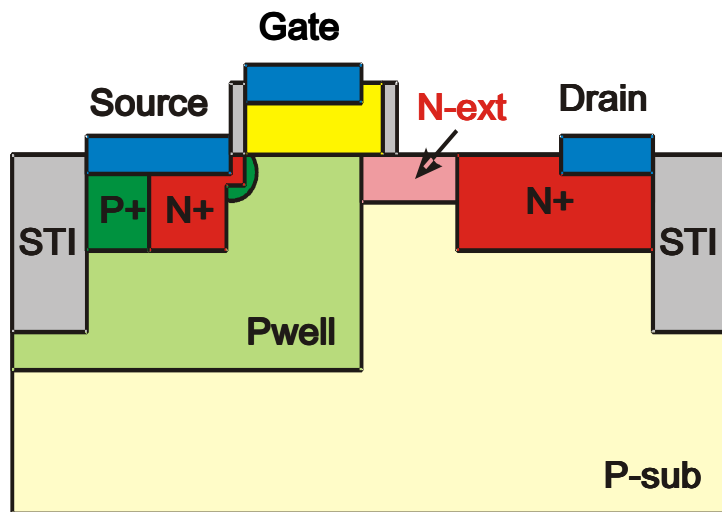 Gate
Source
N-ext
Drain
P+
N+
N+
STI
STI
Pwell
P-sub